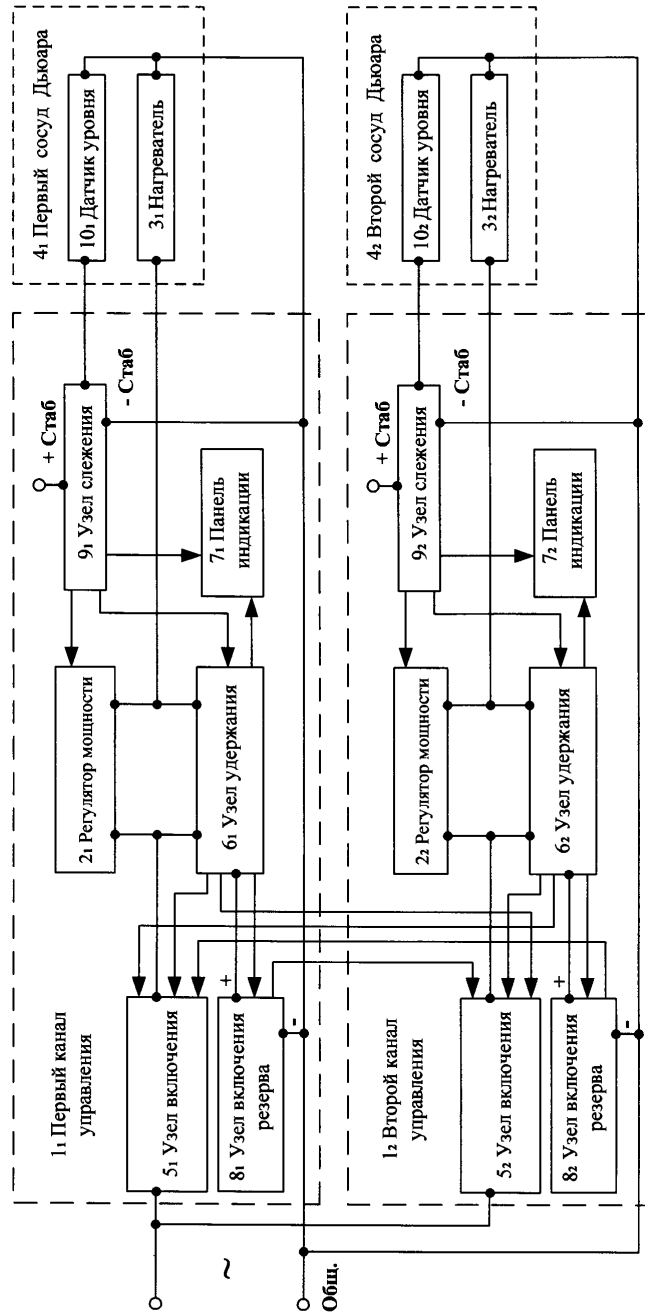 1₁ Первый канал
управления
5₁ Узел включения
8₁ Узел включения
резерва
+
-
2₁ Регулятор мощности
6₁ Узел удержания
+ Стаб
9₁ Узел слежения
- Стаб
7₁ Панель
индикации
4₁ Первый сосуд Дьюара
10₁ Датчик уровня
3₁ Нагреватель
~
Общ.
1₂ Второй канал
управления
5₂ Узел включения
8₂ Узел включения
резерва
+
-
2₂ Регулятор мощности
6₂ Узел удержания
+ Стаб
9₂ Узел слежения
- Стаб
7₂ Панель
индикации
4₂ Второй сосуд Дьюара
10₂ Датчик уровня
3₂ Нагреватель